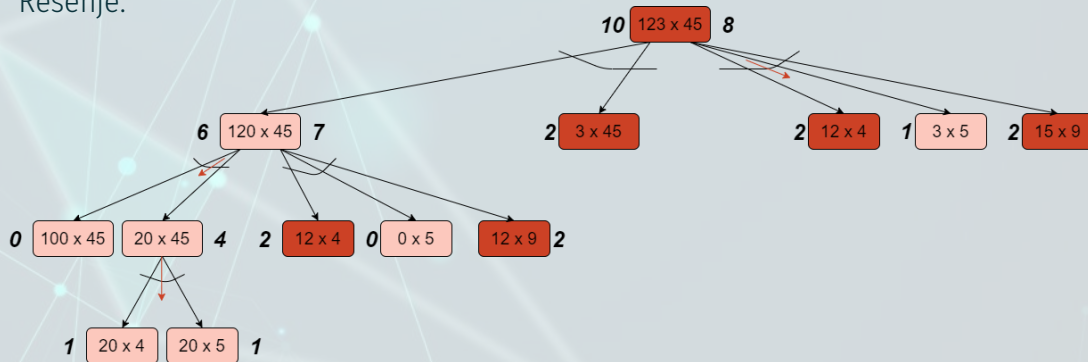 Rešenje:
10 123 x 45 8
6 120 x 45 7
2 3 x 45
2 12 x 4
1 3 x 5
2 15 x 9
0 100 x 45
20 x 45 4
2 12 x 4
0 0 x 5
12 x 9 2
1 20 x 4
20 x 5 1